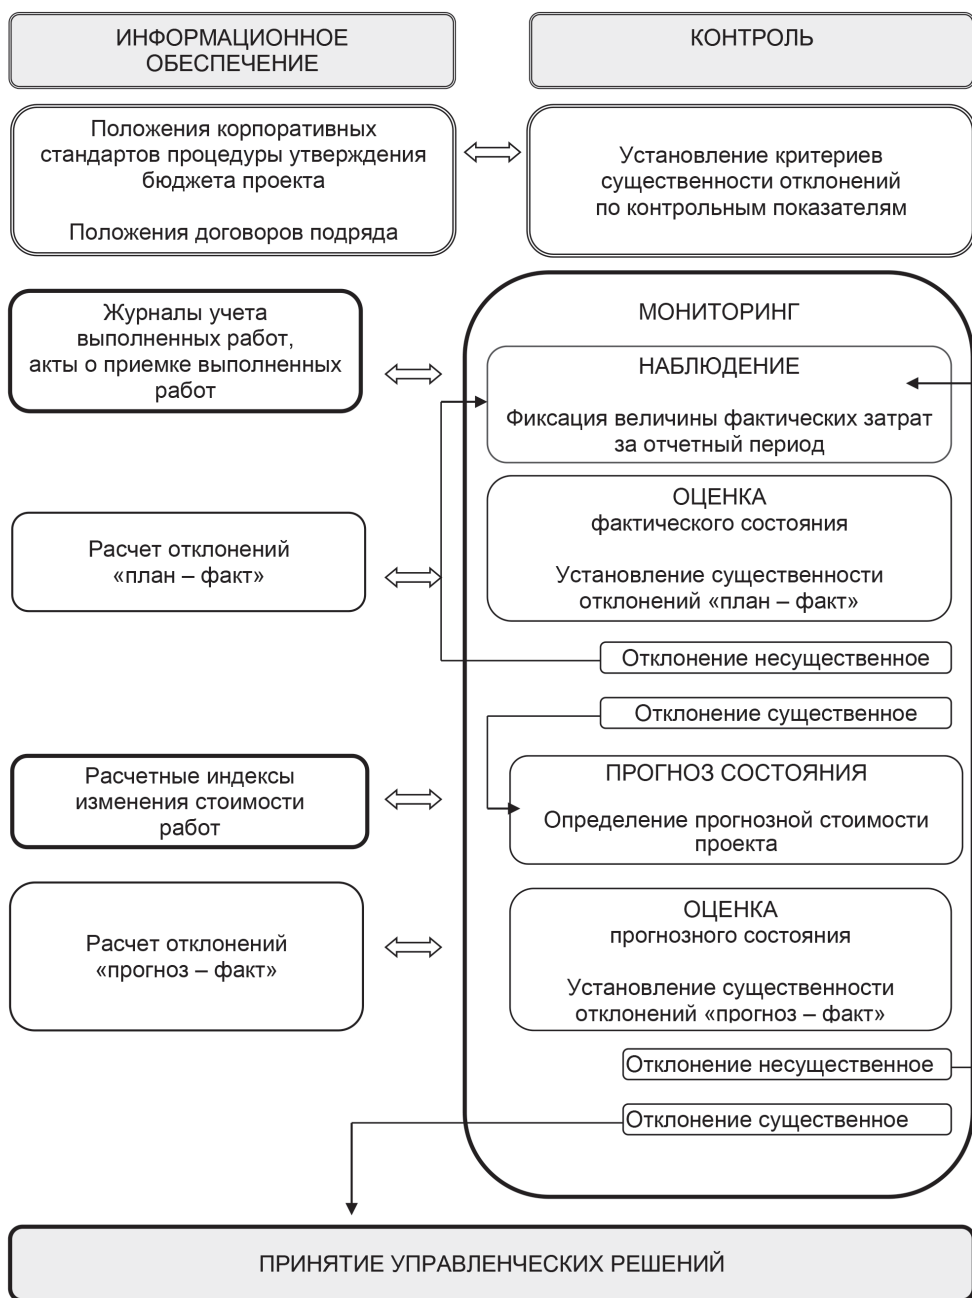 ИНФОРМАЦИОННОЕ
ОБЕСПЕЧЕНИЕ
КОНТРОЛЬ
Положения корпоративных
стандартов процедуры утверждения
бюджета проекта
Положения договоров подряда
Установление критериев
существенности отклонений
по контрольным показателям
МОНИТОРИНГ
Журналы учета
выполненных работ,
акты о приемке выполненных
работ
НАБЛЮДЕНИЕ
Фиксация величины фактических затрат
за отчетный период
Расчет отклонений
«план – факт»
ОЦЕНКА
фактического состояния
Установление существенности
отклонений «план – факт»
Отклонение несущественное
Отклонение существенное
Расчетные индексы
изменения стоимости
работ
ПРОГНОЗ СОСТОЯНИЯ
Определение прогнозной стоимости
проекта
Расчет отклонений
«прогноз – факт»
ОЦЕНКА
прогнозного состояния
Установление существенности
отклонений «прогноз – факт»
Отклонение несущественное
Отклонение существенное
ПРИНЯТИЕ УПРАВЛЕНЧЕСКИХ РЕШЕНИЙ